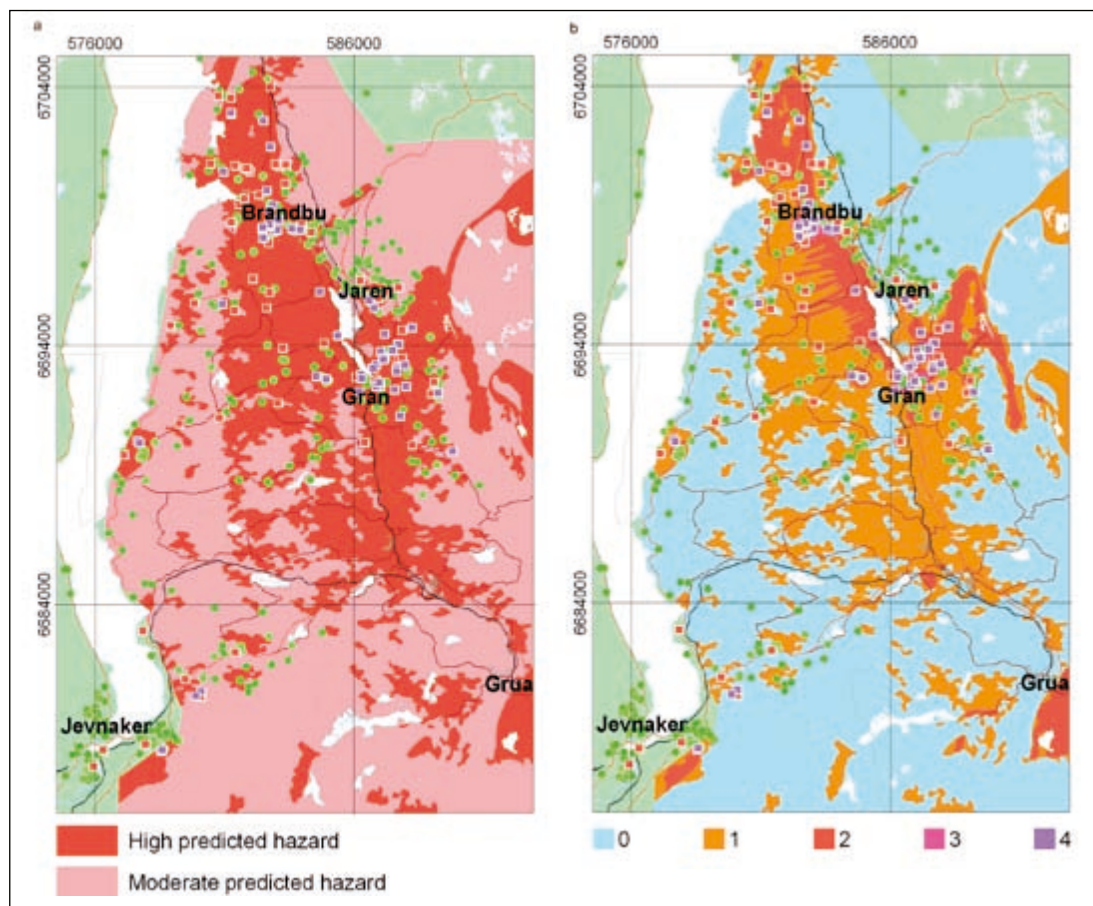 a
576000 586000
6704000
Brandbu
Jaren
6694000
Gran
6684000
Grua
Jevnaker
High predicted hazard
Moderate predicted hazard
b
576000 586000
6704000
Brandbu
Jaren
6694000
Gran
6684000
Grua
Jevnaker
0 1 2 3 4